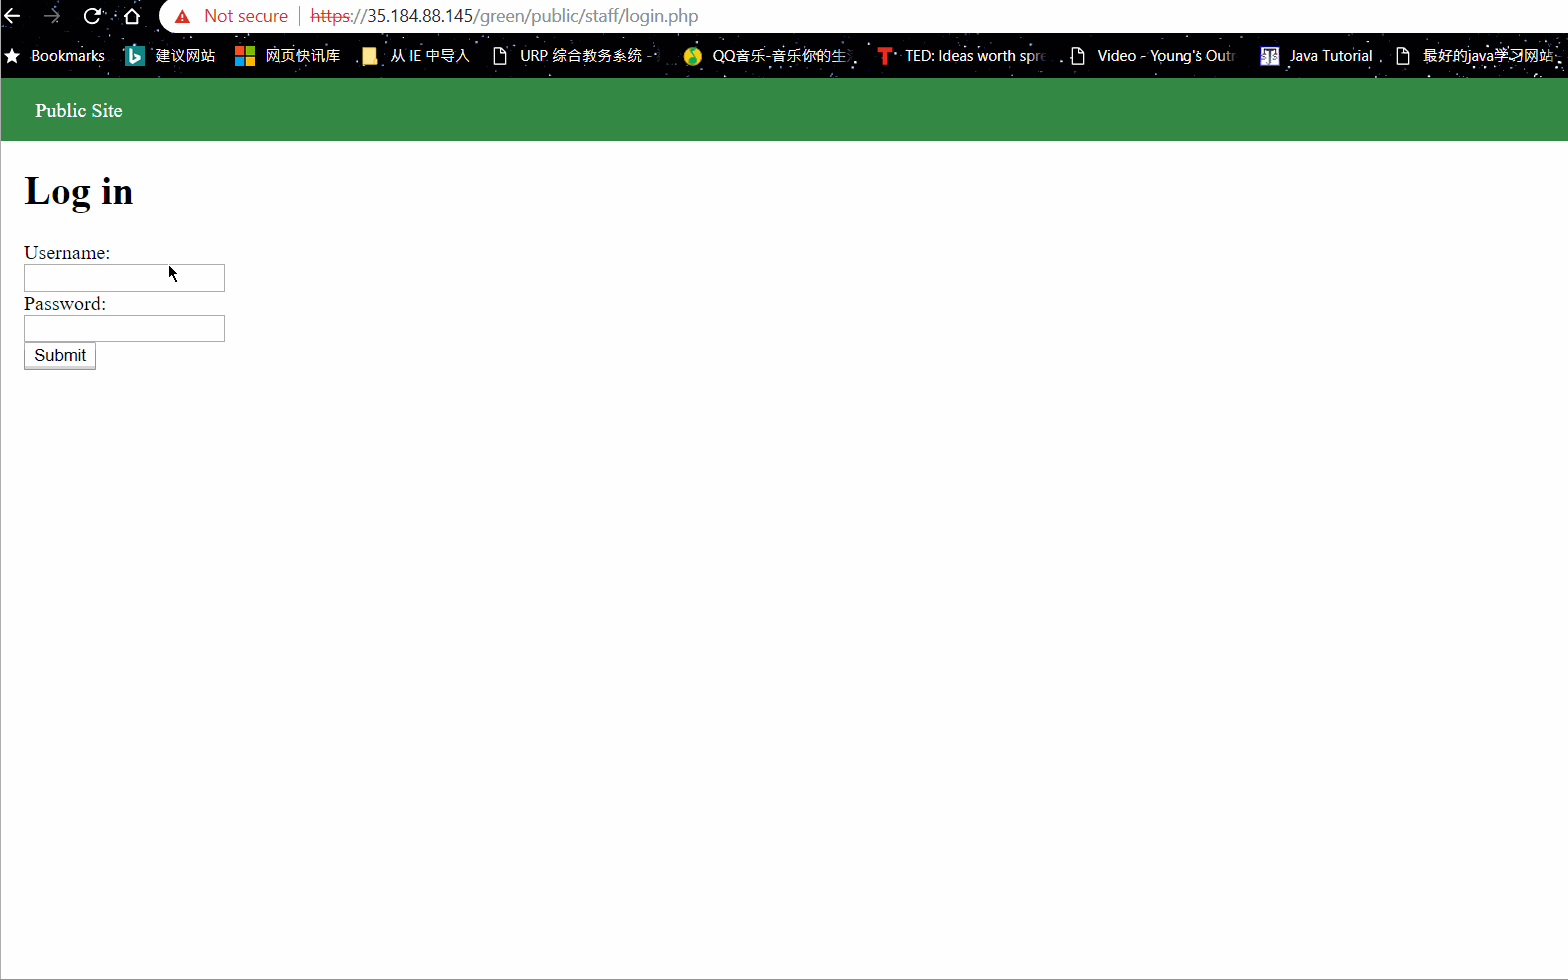 Not secure https://35.184.88.145/green/public/staff/login.php
Bookmarks 建议网站 网页快讯库 从 IE 中导入 URP 综合教务系统 - QQ音乐-音乐你的生 TED: Ideas worth spre Video - Young's Outr Java Tutorial 最好的java学习网站
Public Site
Log in
Username:
Password:
Submit